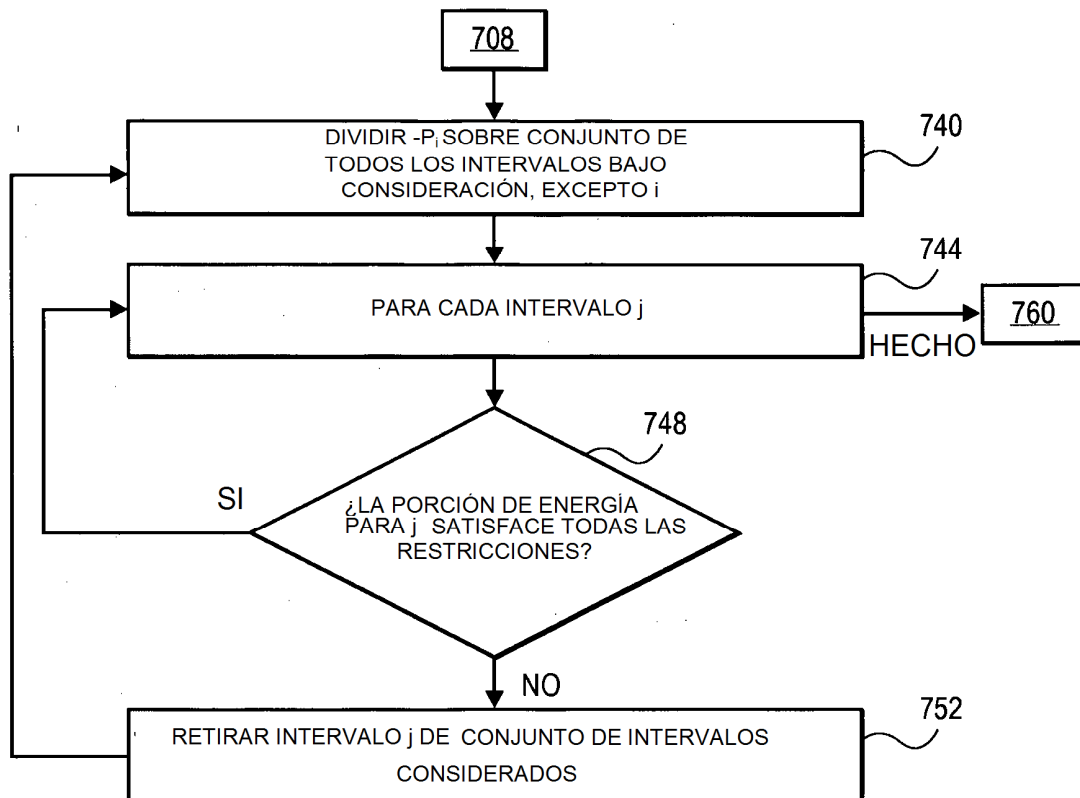 708
DIVIDIR -Pi SOBRE CONJUNTO DE
TODOS LOS INTERVALOS BAJO
CONSIDERACIÓN, EXCEPTO i
740
PARA CADA INTERVALO j
744
HECHO
760
748
SI
¿LA PORCIÓN DE ENERGÍA
PARA j SATISFACE TODAS LAS
RESTRICCIONES?
NO
RETIRAR INTERVALO j DE CONJUNTO DE INTERVALOS
CONSIDERADOS
752